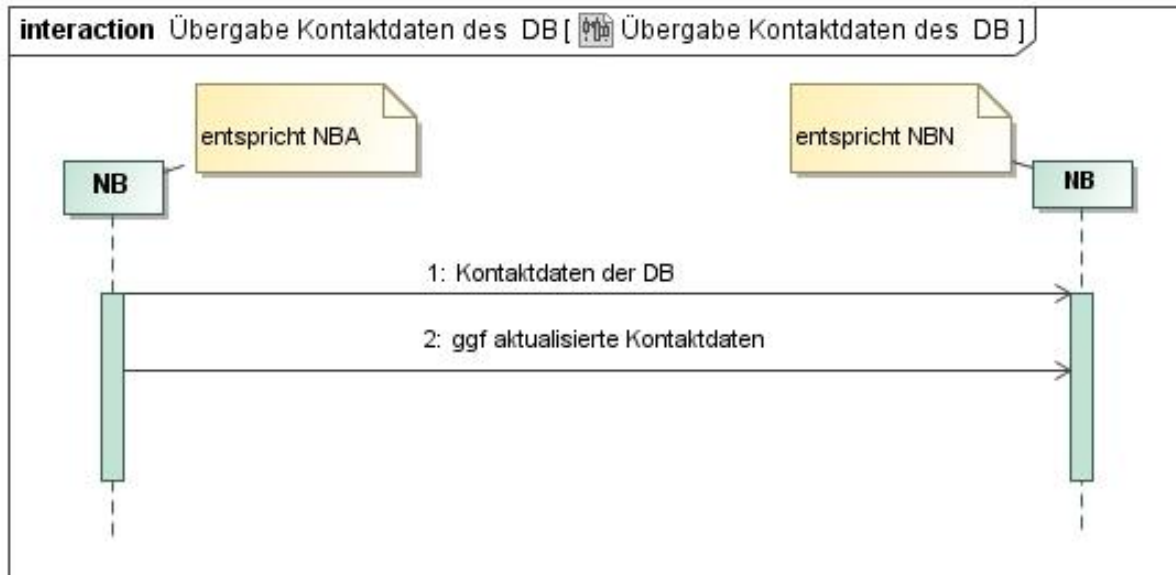 interaction Übergabe Kontaktdaten des DB [ Übergabe Kontaktdaten des DB ]
entspricht NBA
entspricht NBN
NB
NB
1: Kontaktdaten der DB
2: ggf aktualisierte Kontaktdaten